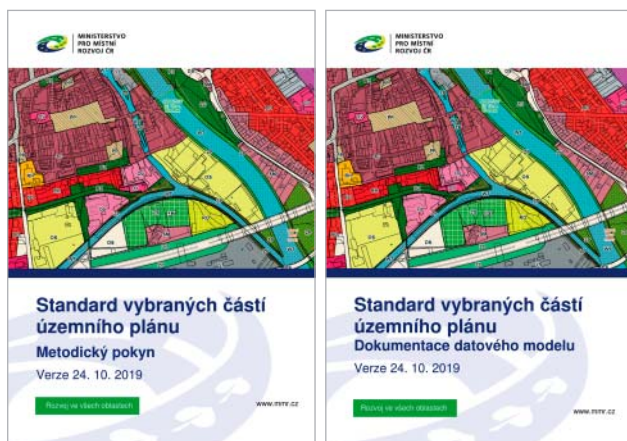 MINISTERSTVO
PRO MÍSTNÍ
ROZVOJ ČR
Standard vybraných částí
územního plánu
Metodický pokyn
Verze 24. 10. 2019
Rozvoj ve všech oblastech
www.mmr.cz
MINISTERSTVO
PRO MÍSTNÍ
ROZVOJ ČR
Standard vybraných částí
územního plánu
Dokumentace datového modelu
Verze 24. 10. 2019
Rozvoj ve všech oblastech
www.mmr.cz